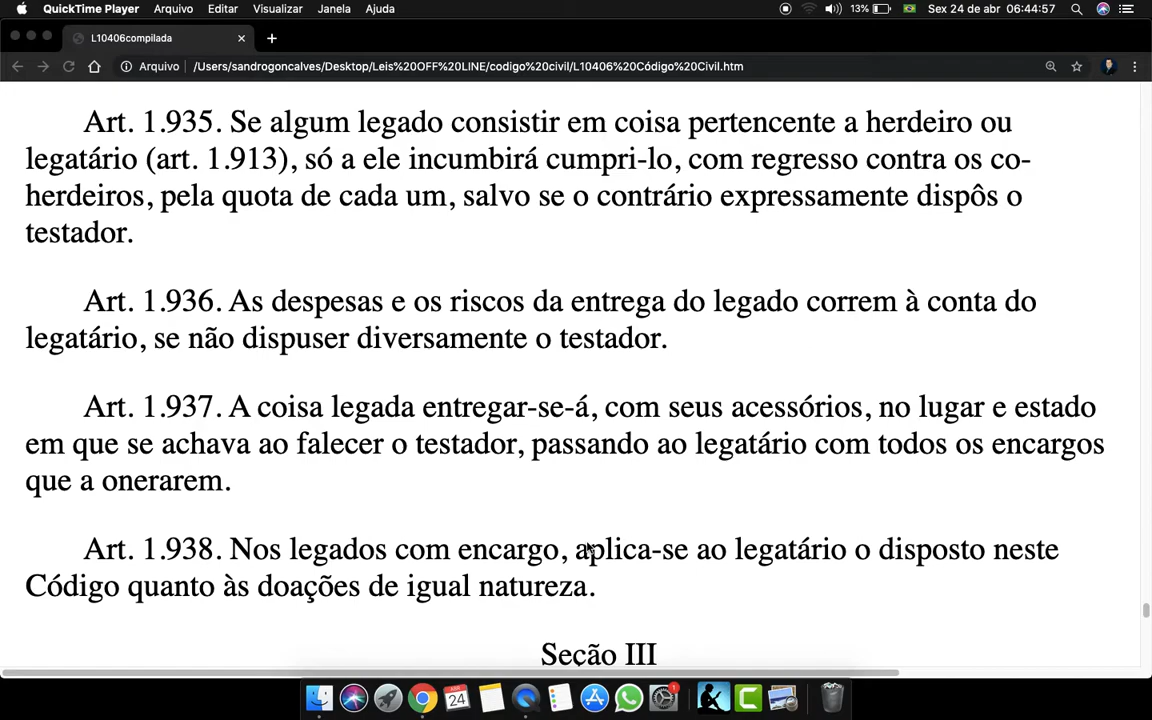 QuickTime Player Arquivo Editar Visualizar Janela Ajuda 13% Sex 24 de abr 06:44:57
L10406compilada
Arquivo /Users/sandrogoncalves/Desktop/Leis%20OFF%20LINE/codigo%20civil/L10406%20Código%20Civil.htm
Art. 1.935. Se algum legado consistir em coisa pertencente a herdeiro ou
legatário (art. 1.913), só a ele incumbirá cumpri-lo, com regresso contra os co-
herdeiros, pela quota de cada um, salvo se o contrário expressamente dispôs o
testador.
Art. 1.936. As despesas e os riscos da entrega do legado correm à conta do
legatário, se não dispuser diversamente o testador.
Art. 1.937. A coisa legada entregar-se-á, com seus acessórios, no lugar e estado
em que se achava ao falecer o testador, passando ao legatário com todos os encargos
que a onerarem.
Art. 1.938. Nos legados com encargo, aplica-se ao legatário o disposto neste
Código quanto às doações de igual natureza.
Seção III
24
1